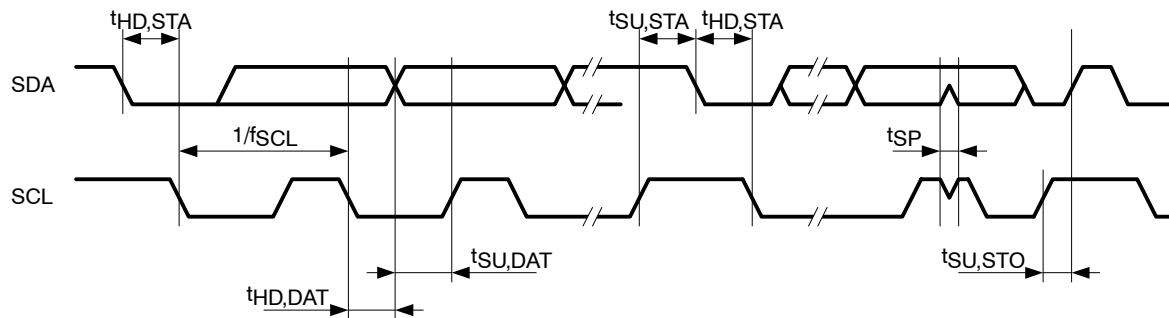 tHD,STA
tSU,STA
tHD,STA
SDA
1/fSCL
tSP
SCL
tSU,DAT
tSU,STO
tHD,DAT